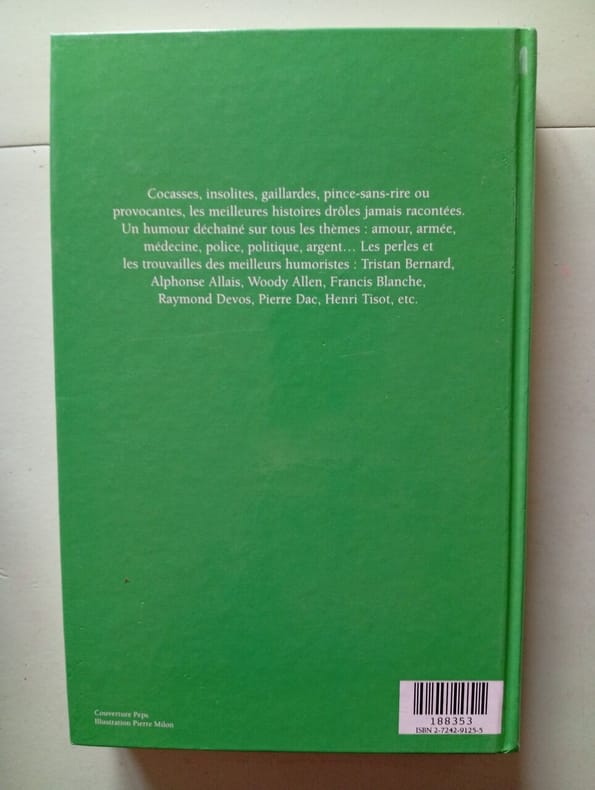 Cocasses, insolites, gaillardes, pince-sans-rire ou
provocantes, les meilleures histoires drôles jamais racontées.
Un humour déchaîné sur tous les thèmes : amour, armée,
médecine, police, politique, argent… Les perles et
les trouvailles des meilleurs humoristes : Tristan Bernard,
Alphonse Allais, Woody Allen, Francis Blanche,
Raymond Devos, Pierre Dac, Henri Tisot, etc.
Couverture Peps
Illustration Pierre Milon
188353
ISBN 2-7242-9125-5